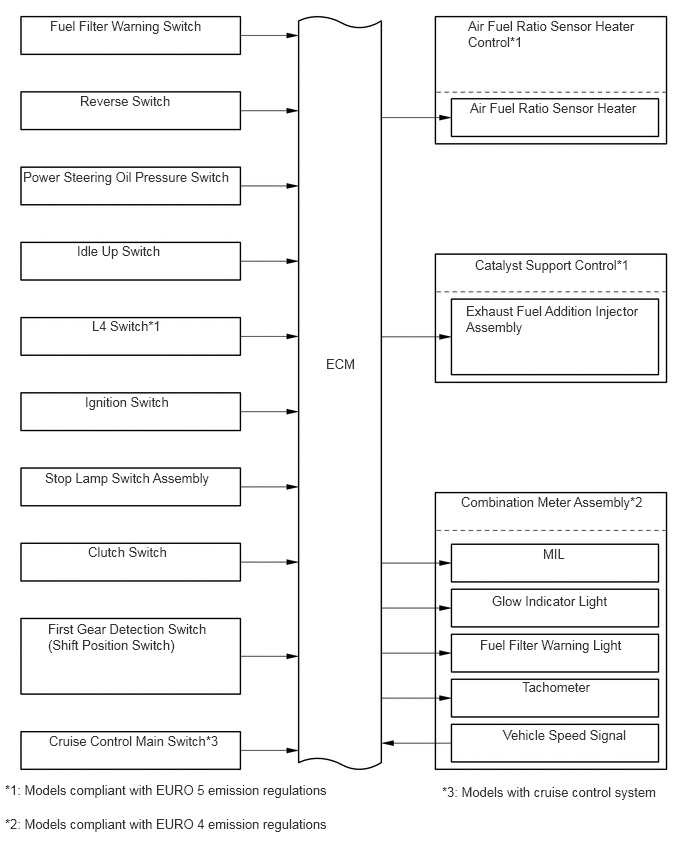 Fuel Filter Warning Switch
Reverse Switch
Power Steering Oil Pressure Switch
Idle Up Switch
L4 Switch*1
Ignition Switch
Stop Lamp Switch Assembly
Clutch Switch
First Gear Detection Switch
(Shift Position Switch)
Cruise Control Main Switch*3
ECM
Air Fuel Ratio Sensor Heater
Control*1
Air Fuel Ratio Sensor Heater
Catalyst Support Control*1
Exhaust Fuel Addition Injector
Assembly
Combination Meter Assembly*2
MIL
Glow Indicator Light
Fuel Filter Warning Light
Tachometer
Vehicle Speed Signal
*1: Models compliant with EURO 5 emission regulations
*3: Models with cruise control system
*2: Models compliant with EURO 4 emission regulations